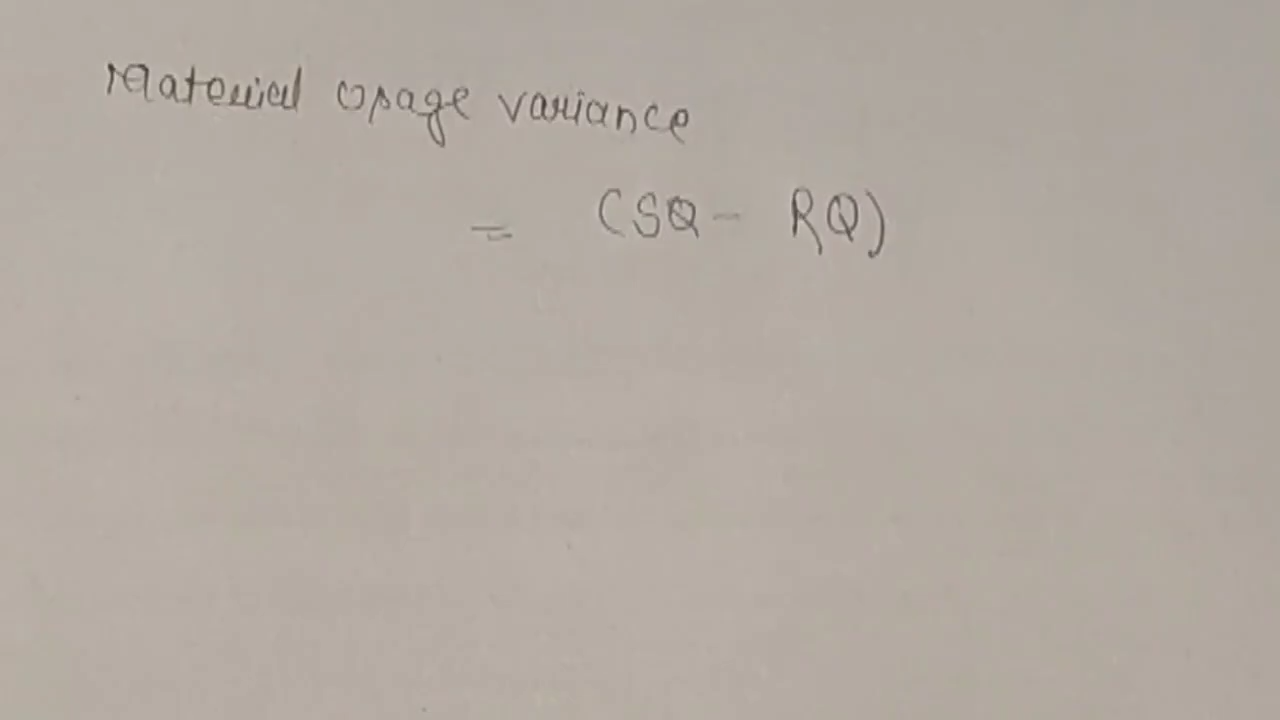 Material usage variance
= (SQ - RQ)